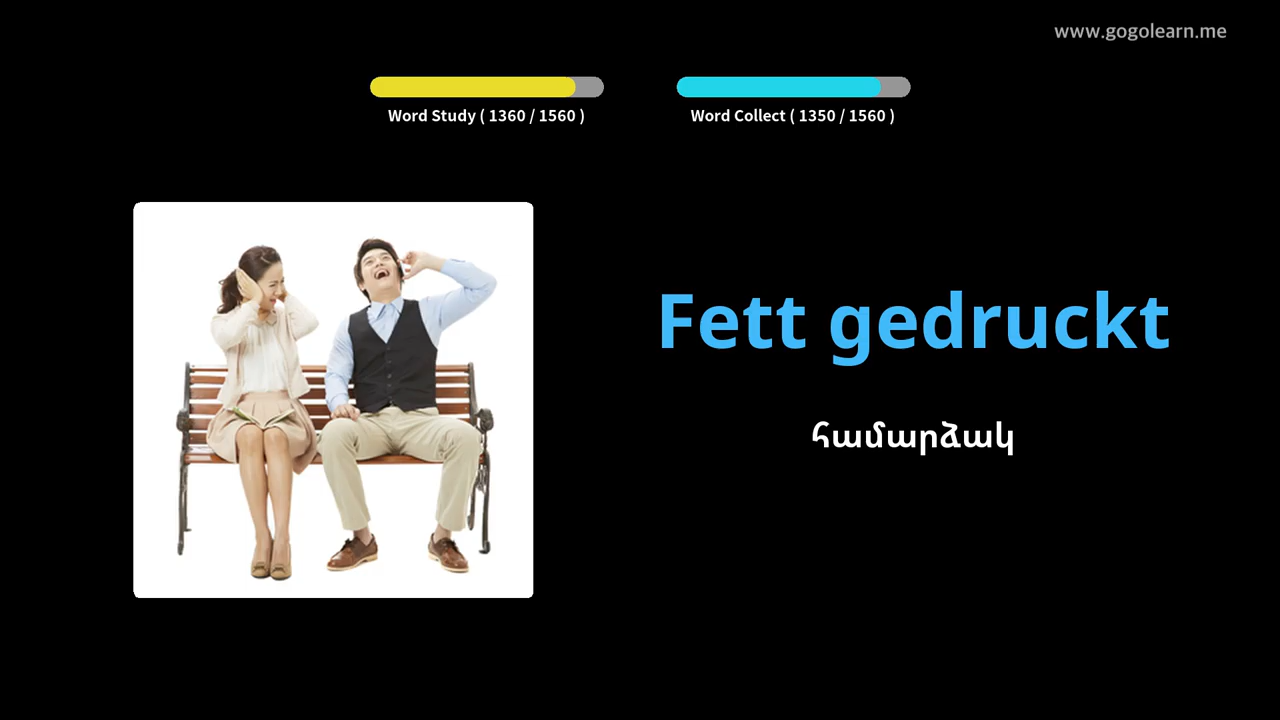 www.gogolearn.me
Word Study ( 1360 / 1560 )
Word Collect ( 1350 / 1560 )
Fett gedruckt
համարձակ